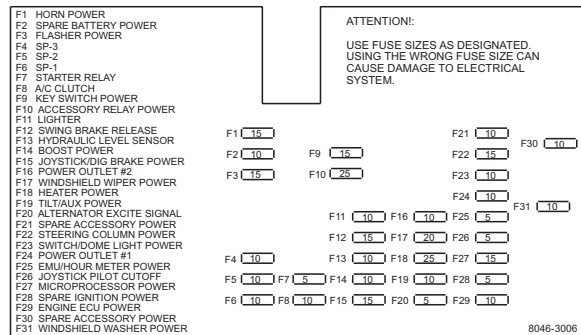 F1 HORN POWER
F2 SPARE BATTERY POWER
F3 FLASHER POWER
F4 SP-3
F5 SP-2
F6 SP-1
F7 STARTER RELAY
F8 A/C CLUTCH
F9 KEY SWITCH POWER
F10 ACCESSORY RELAY POWER
F11 LIGHTER
F12 SWING BRAKE RELEASE
F13 HYDRAULIC LEVEL SENSOR
F14 BOOST POWER
F15 JOYSTICK/DIG BRAKE POWER
F16 POWER OUTLET #2
F17 WINDSHIELD WIPER POWER
F18 HEATER POWER
F19 TILT/AUX POWER
F20 ALTERNATOR EXCITE SIGNAL
F21 SPARE ACCESSORY POWER
F22 STEERING COLUMN POWER
F23 SWITCH/DOME LIGHT POWER
F24 POWER OUTLET #1
F25 EMU/HOUR METER POWER
F26 JOYSTICK PILOT CUTOFF
F27 MICROPROCESSOR POWER
F28 SPARE IGNITION POWER
F29 ENGINE ECU POWER
F30 SPARE ACCESSORY POWER
F31 WINDSHIELD WASHER POWER
ATTENTION!:
USE FUSE SIZES AS DESIGNATED.
USING THE WRONG FUSE SIZE CAN
CAUSE DAMAGE TO ELECTRICAL
SYSTEM.
F1 15 F21 10
F30 10
F2 10 F9 15 F22 15
F3 15 F10 25 F23 10
F24 10
F31 10
F11 10 F16 10 F25 5
F12 15 F17 20 F26 5
F4 10 F13 10 F18 25 F27 15
F5 10 F7 5 F14 10 F19 10 F28 5
F6 10 F8 10 F15 15 F20 5 F29 10
8046-3006